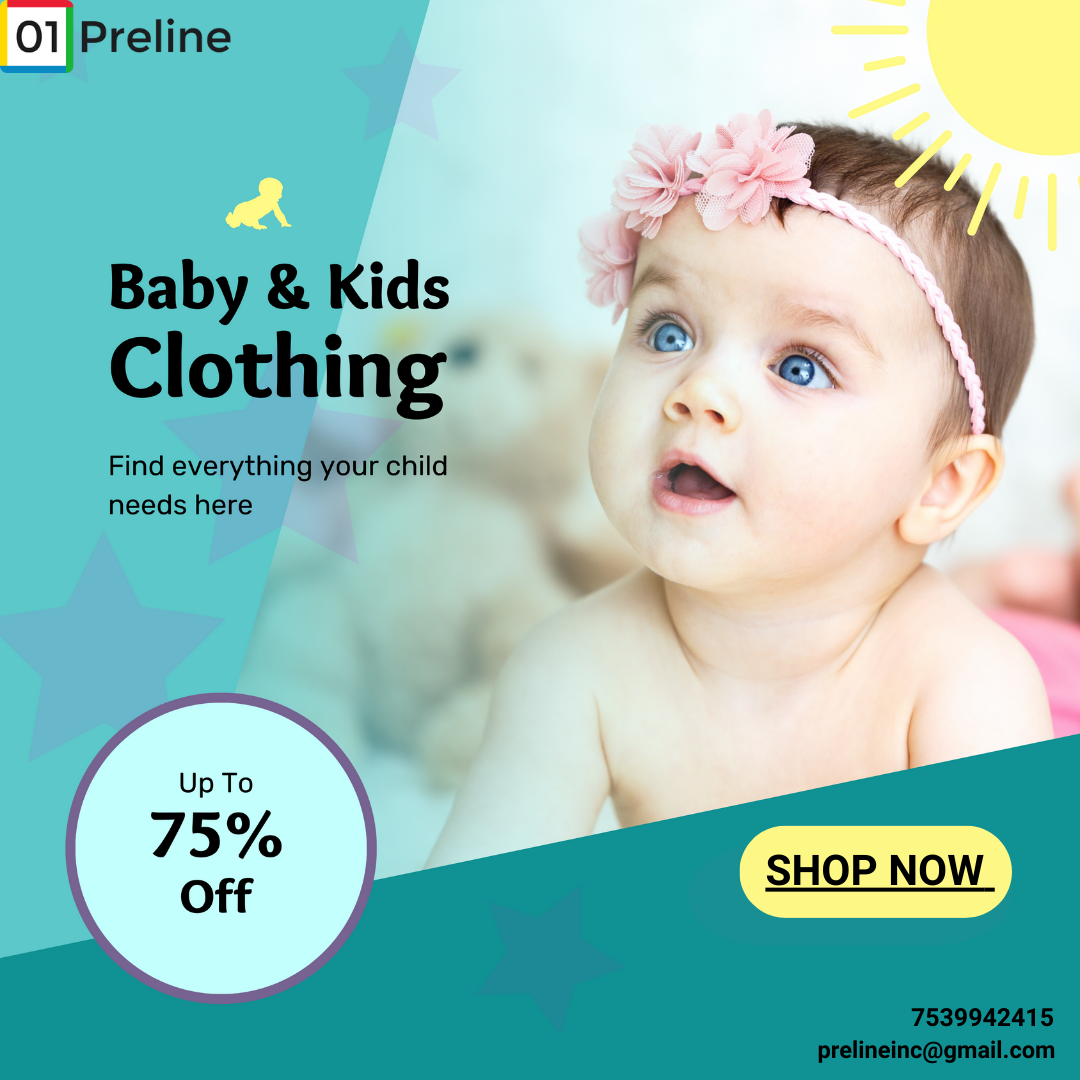 01 Preline
Baby & Kids
Clothing
Find everything your child
needs here
Up To
75%
Off
SHOP NOW
7539942415
prelineinc@gmail.com